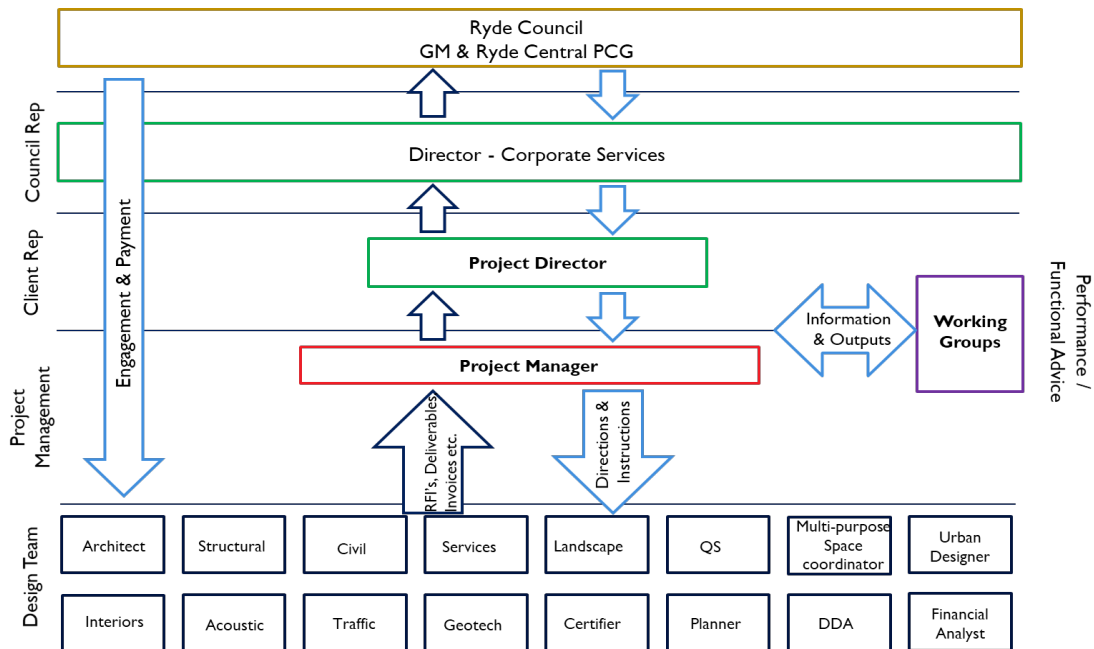 Ryde Council
GM & Ryde Central PCG
Council Rep
Director - Corporate Services
Engagement & Payment
Client Rep
Project Director
Performance /
Functional Advice
Information
& Outputs
Working
Groups
Project Manager
Project
Management
RFI's, Deliverables
Invoices etc.
Directions &
Instructions
Design Team
Architect
Structural
Civil
Services
Landscape
QS
Multi-purpose
Space
coordinator
Urban
Designer
Interiors
Acoustic
Traffic
Geotech
Certifier
Planner
DDA
Financial
Analyst